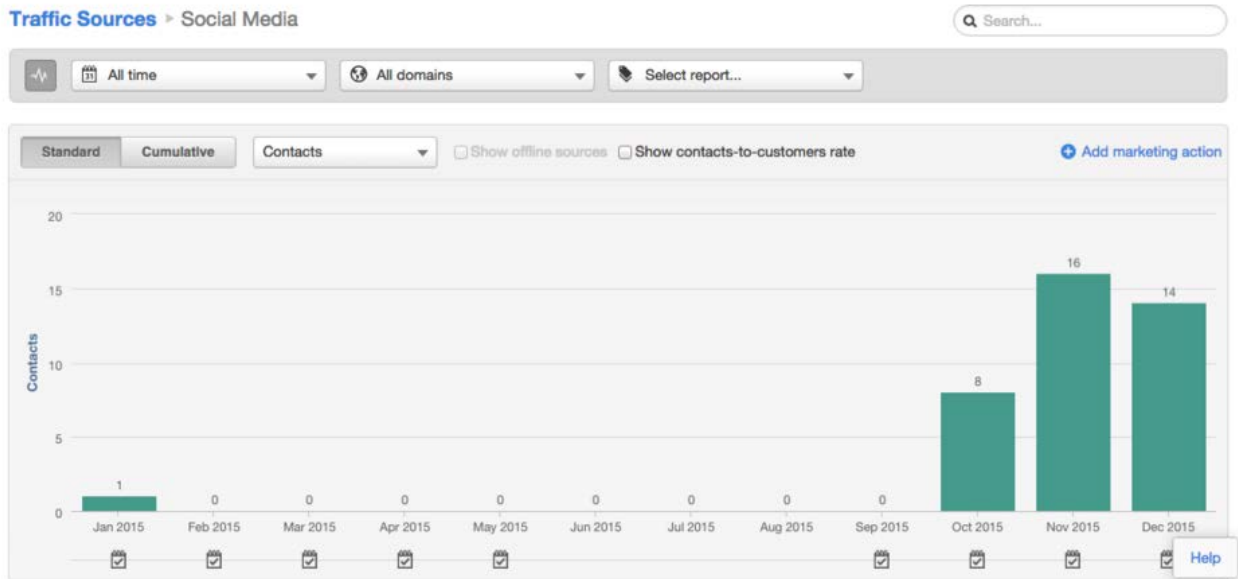 Traffic Sources ▸ Social Media
Search...
31 All time
All domains
Select report...
Standard
Cumulative
Contacts
Show offline sources
Show contacts-to-customers rate
Add marketing action
Contacts
20
15
10
5
0
1
0
0
0
0
0
0
0
0
8
16
14
Jan 2015
Feb 2015
Mar 2015
Apr 2015
May 2015
Jun 2015
Jul 2015
Aug 2015
Sep 2015
Oct 2015
Nov 2015
Dec 2015
Help